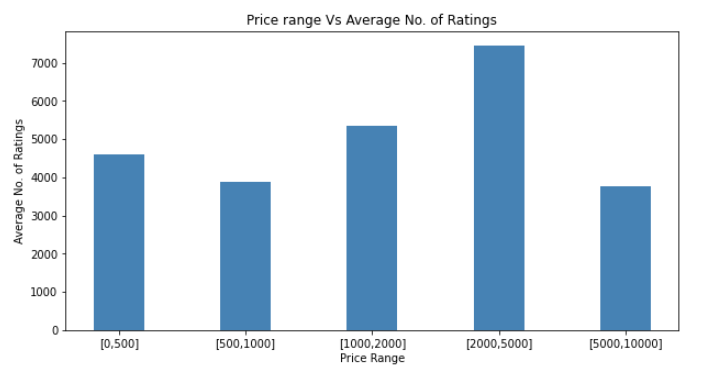 Price range Vs Average No. of Ratings
Average No. of Ratings
7000
6000
5000
4000
3000
2000
1000
0
[0,500] [500,1000] [1000,2000] [2000,5000] [5000,10000]
Price Range